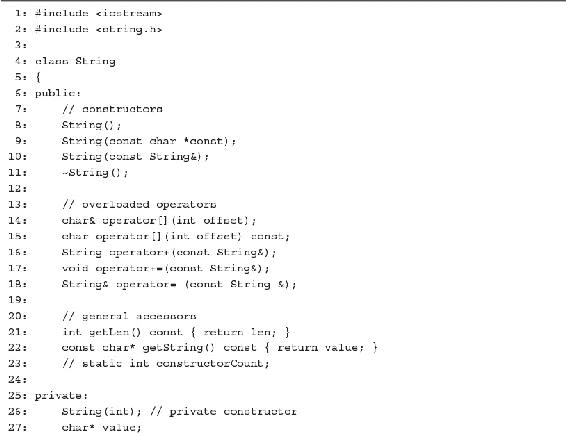 1: #include <iostream>
2: #include <string.h>
3:
4: class String
5: {
6: public:
7:     // constructors
8:     String();
9:     String(const char *const);
10:     String(const String&);
11:     ~String();
12:
13:     // overloaded operators
14:     char& operator[](int offset);
15:     char operator[](int offset) const;
16:     String operator+(const String&);
17:     void operator+=(const String&);
18:     String& operator= (const String &);
19:
20:     // general accessors
21:     int getLen() const { return len; }
22:     const char* getString() const { return value; }
23:     // static int constructorCount;
24:
25: private:
26:     String(int); // private constructor
27:     char* value;